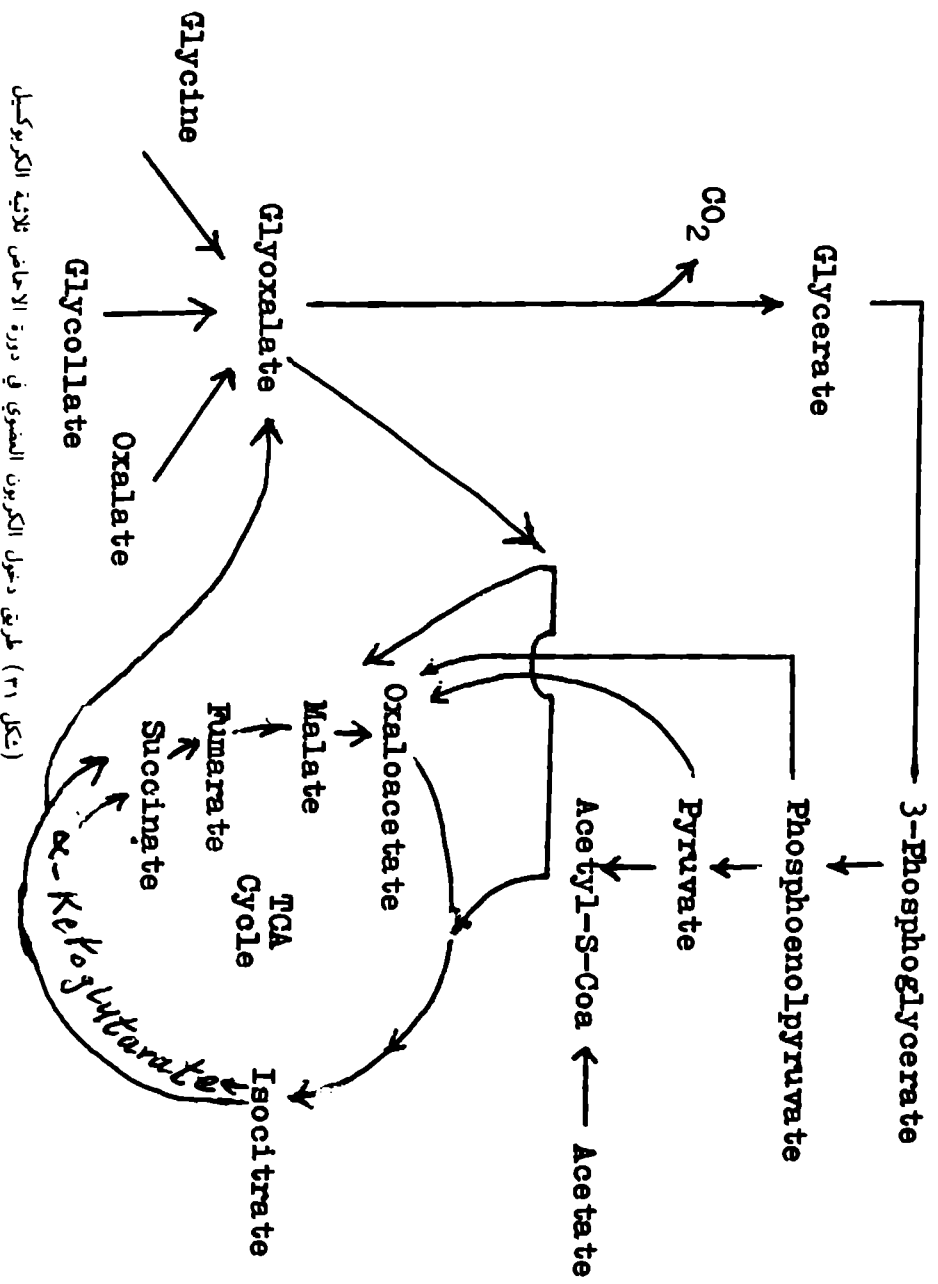 3-Phosphoglycerate
Glycerate
Phosphoenolpyruvate
CO2
Pyruvate
Acetyl-S-Coa
Acetate
Oxaloacetate
Malate
Fumarate
Succinate
TCA
Cycle
Isocitrate
α-Ketoglutarate
Glyoxalate
Glycine
Glycollate
Oxalate
(شكل ٣١) طريق دخول الكربون العضوي في دورة الاحماض ثلاثية الكربوكسيل